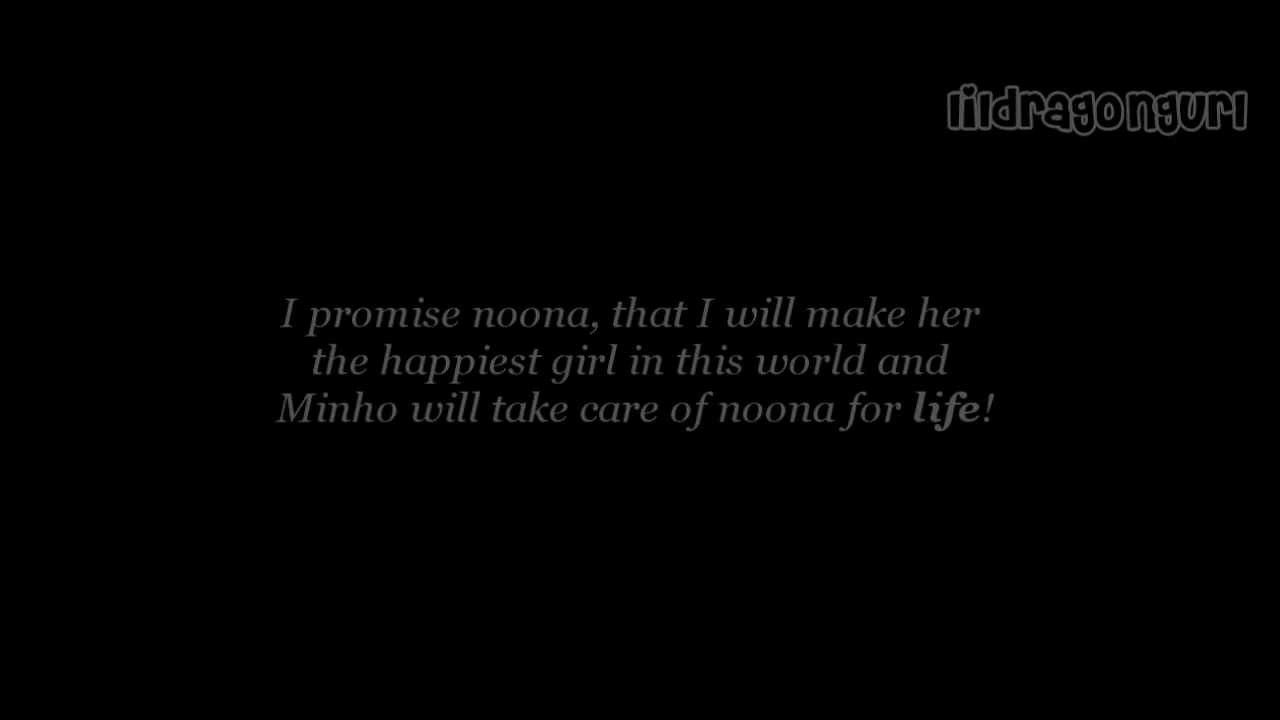 lildragongurl
I promise noona, that I will make her
the happiest girl in this world and
Minho will take care of noona for life!